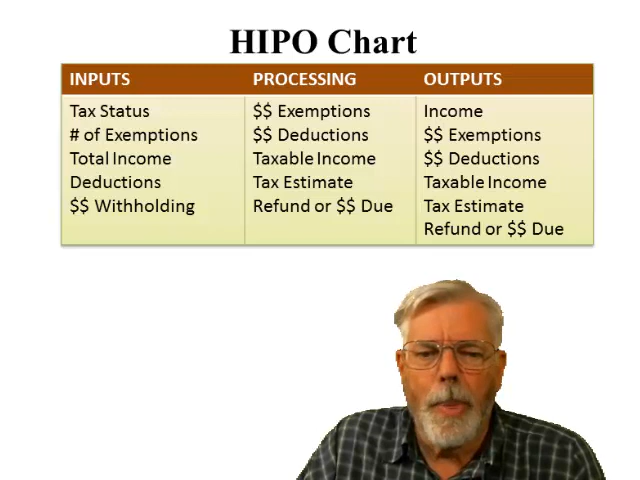 HIPO Chart
INPUTS PROCESSING OUTPUTS
Tax Status $$ Exemptions Income
# of Exemptions $$ Deductions $$ Exemptions
Total Income Taxable Income $$ Deductions
Deductions Tax Estimate Taxable Income
$$ Withholding Refund or $$ Due Tax Estimate
Refund or $$ Due